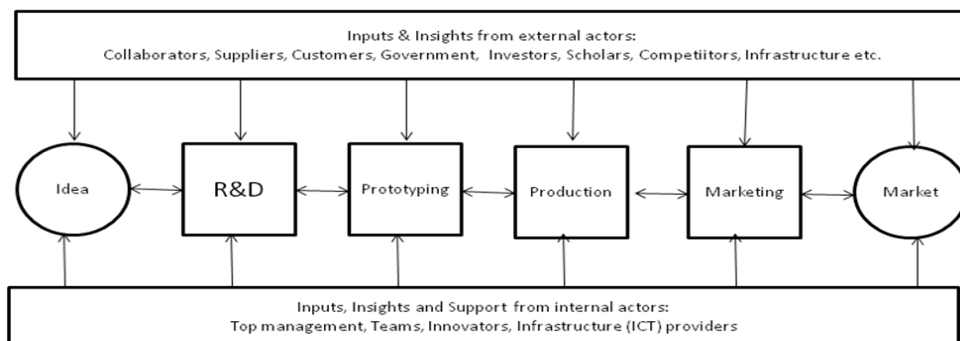 Inputs & Insights from external actors:
Collaborators, Suppliers, Customers, Government, Investors, Scholars, Competiitors, Infrastructure etc.
Idea
R&D
Prototyping
Production
Marketing
Market
Inputs, Insights and Support from internal actors:
Top management, Teams, Innovators, Infrastructure (ICT) providers